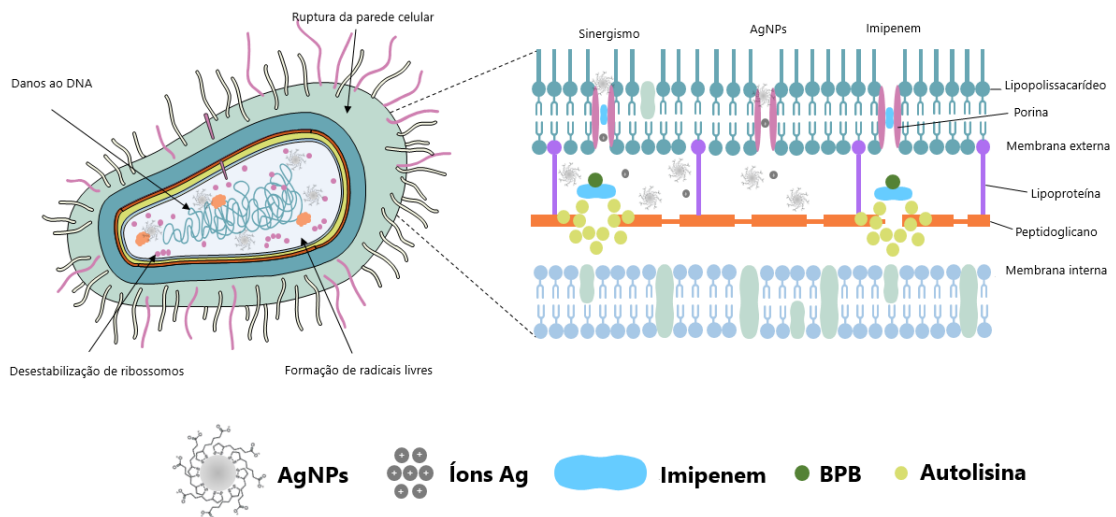 Ruptura da parede celular
Danos ao DNA
Desestabilização de ribossomos
Formação de radicais livres
Sinergismo
AgNPs
Imipenem
Lipopolissacarídeo
Porina
Membrana externa
Lipoproteína
Peptidoglicano
Membrana interna
AgNPs
Íons Ag
Imipenem
BPB
Autolisina